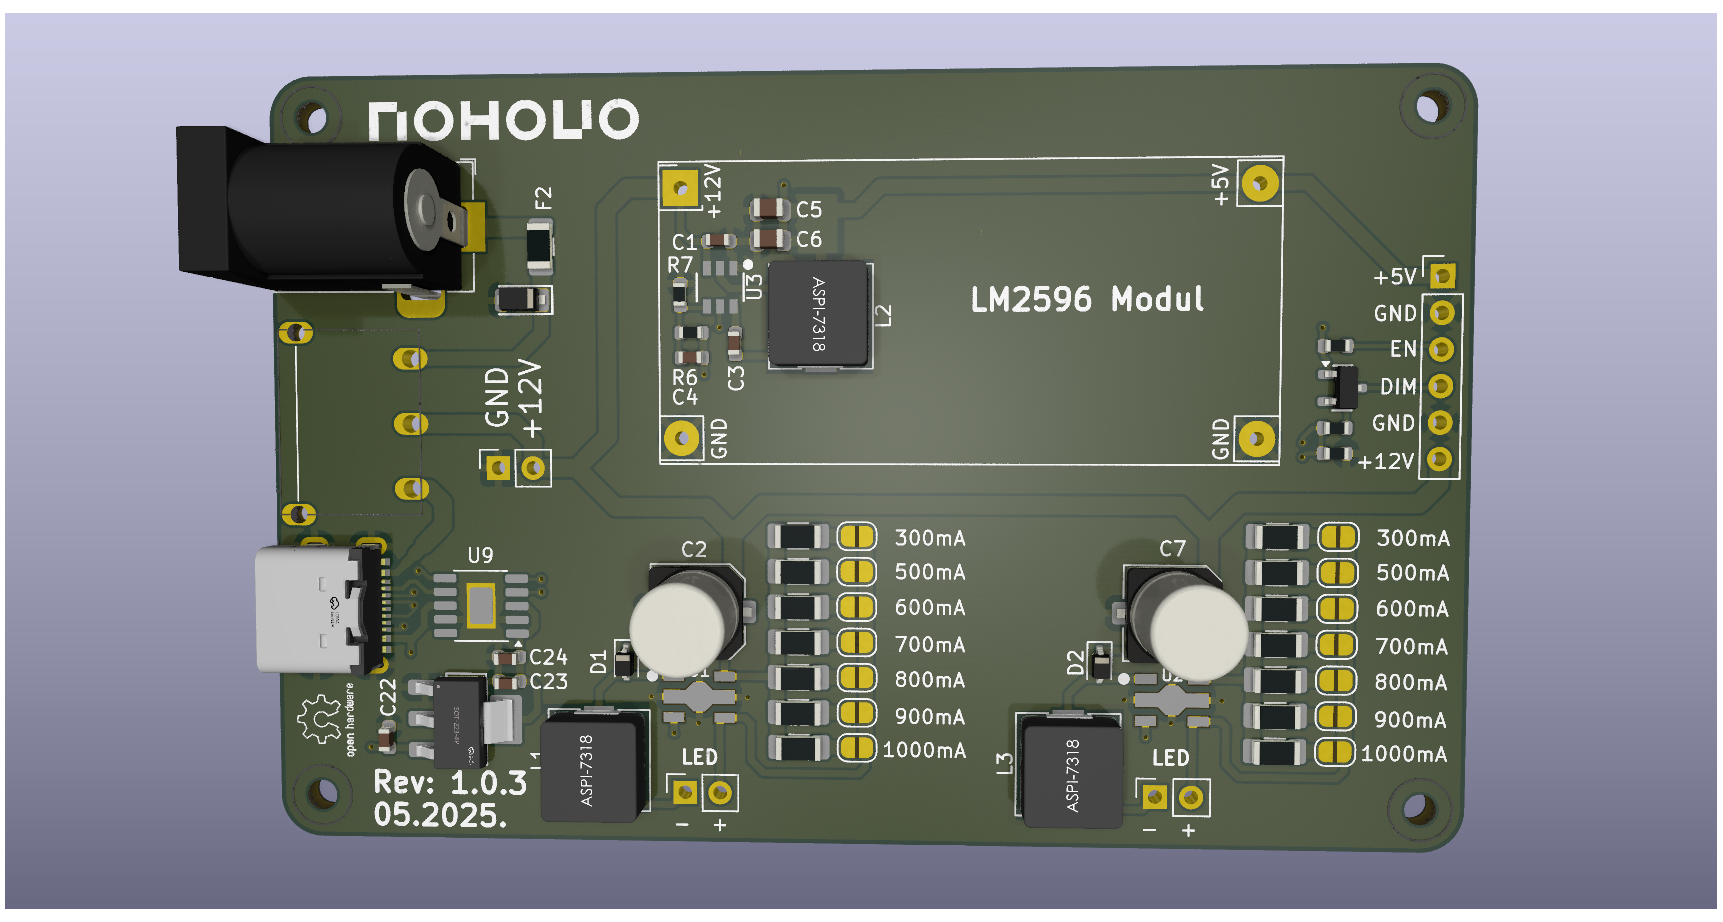 F2
+12V
+5V
C5
C6
C1
R7
U3
ASPI-7318
L2
LM2596 Modul
R6
C4
C3
GND
GND
+5V
GND
EN
DIM
GND
+12V
GND
+12V
U9
C2
300mA
500mA
600mA
700mA
800mA
900mA
1000mA
C7
300mA
500mA
600mA
700mA
800mA
900mA
1000mA
C24
C23
C22
D1
D2
open hardware
ASPI-7318
LED
- +
L3
ASPI-7318
LED
- +
Rev: 1.0.3
05.2025.